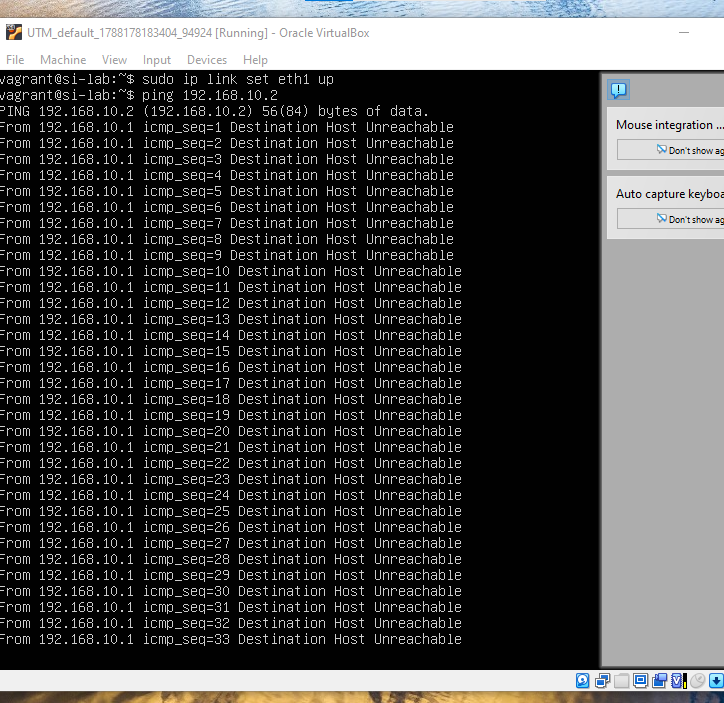 UTM_default_1788178183404_94924 [Running] - Oracle VirtualBox
File Machine View Input Devices Help
vagrant@si-lab:~$ sudo ip link set eth1 up
vagrant@si-lab:~$ ping 192.168.10.2
PING 192.168.10.2 (192.168.10.2) 56(84) bytes of data.
From 192.168.10.1 icmp_seq=1 Destination Host Unreachable
From 192.168.10.1 icmp_seq=2 Destination Host Unreachable
From 192.168.10.1 icmp_seq=3 Destination Host Unreachable
From 192.168.10.1 icmp_seq=4 Destination Host Unreachable
From 192.168.10.1 icmp_seq=5 Destination Host Unreachable
From 192.168.10.1 icmp_seq=6 Destination Host Unreachable
From 192.168.10.1 icmp_seq=7 Destination Host Unreachable
From 192.168.10.1 icmp_seq=8 Destination Host Unreachable
From 192.168.10.1 icmp_seq=9 Destination Host Unreachable
From 192.168.10.1 icmp_seq=10 Destination Host Unreachable
From 192.168.10.1 icmp_seq=11 Destination Host Unreachable
From 192.168.10.1 icmp_seq=12 Destination Host Unreachable
From 192.168.10.1 icmp_seq=13 Destination Host Unreachable
From 192.168.10.1 icmp_seq=14 Destination Host Unreachable
From 192.168.10.1 icmp_seq=15 Destination Host Unreachable
From 192.168.10.1 icmp_seq=16 Destination Host Unreachable
From 192.168.10.1 icmp_seq=17 Destination Host Unreachable
From 192.168.10.1 icmp_seq=18 Destination Host Unreachable
From 192.168.10.1 icmp_seq=19 Destination Host Unreachable
From 192.168.10.1 icmp_seq=20 Destination Host Unreachable
From 192.168.10.1 icmp_seq=21 Destination Host Unreachable
From 192.168.10.1 icmp_seq=22 Destination Host Unreachable
From 192.168.10.1 icmp_seq=23 Destination Host Unreachable
From 192.168.10.1 icmp_seq=24 Destination Host Unreachable
From 192.168.10.1 icmp_seq=25 Destination Host Unreachable
From 192.168.10.1 icmp_seq=26 Destination Host Unreachable
From 192.168.10.1 icmp_seq=27 Destination Host Unreachable
From 192.168.10.1 icmp_seq=28 Destination Host Unreachable
From 192.168.10.1 icmp_seq=29 Destination Host Unreachable
From 192.168.10.1 icmp_seq=30 Destination Host Unreachable
From 192.168.10.1 icmp_seq=31 Destination Host Unreachable
From 192.168.10.1 icmp_seq=32 Destination Host Unreachable
From 192.168.10.1 icmp_seq=33 Destination Host Unreachable
Mouse integration ...
Don't show ag
Auto capture keyboa
Don't show ag